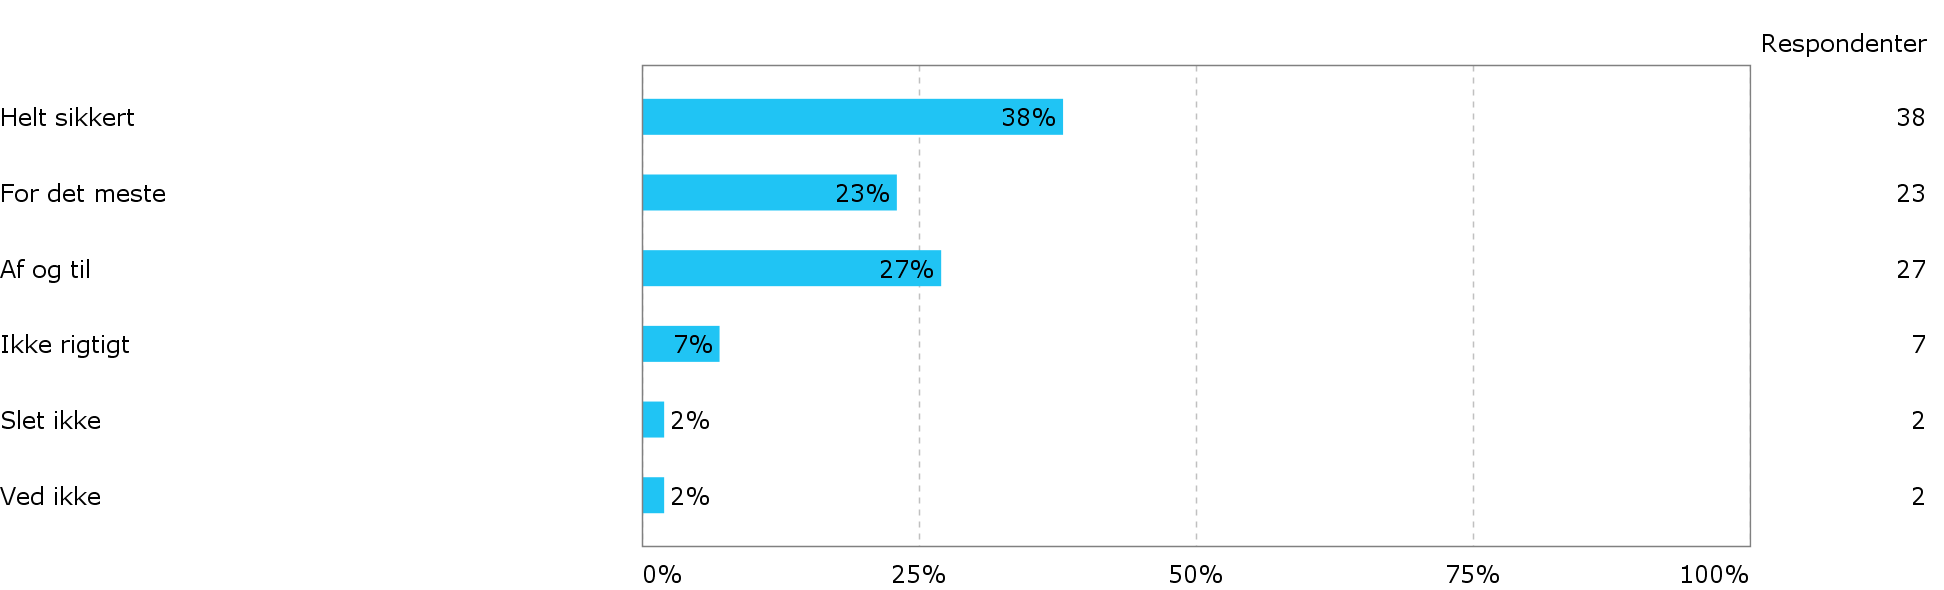 Respondenter
Helt sikkert 38% 38
For det meste 23% 23
Af og til 27% 27
Ikke rigtigt 7% 7
Slet ikke 2% 2
Ved ikke 2% 2
0% 25% 50% 75% 100%